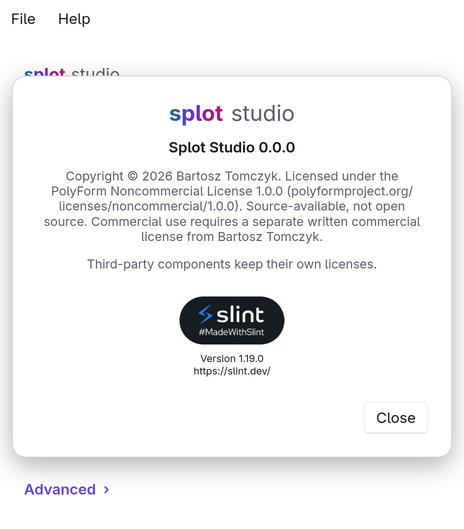 File Help
splot studio
splot studio
Splot Studio 0.0.0
Copyright © 2026 Bartosz Tomczyk. Licensed under the
PolyForm Noncommercial License 1.0.0 (polyformproject.org/
licenses/noncommercial/1.0.0). Source-available, not open
source. Commercial use requires a separate written commercial
license from Bartosz Tomczyk.
Third-party components keep their own licenses.
slint
#MadeWithSlint
Version 1.19.0
https://slint.dev/
Close
Advanced ›